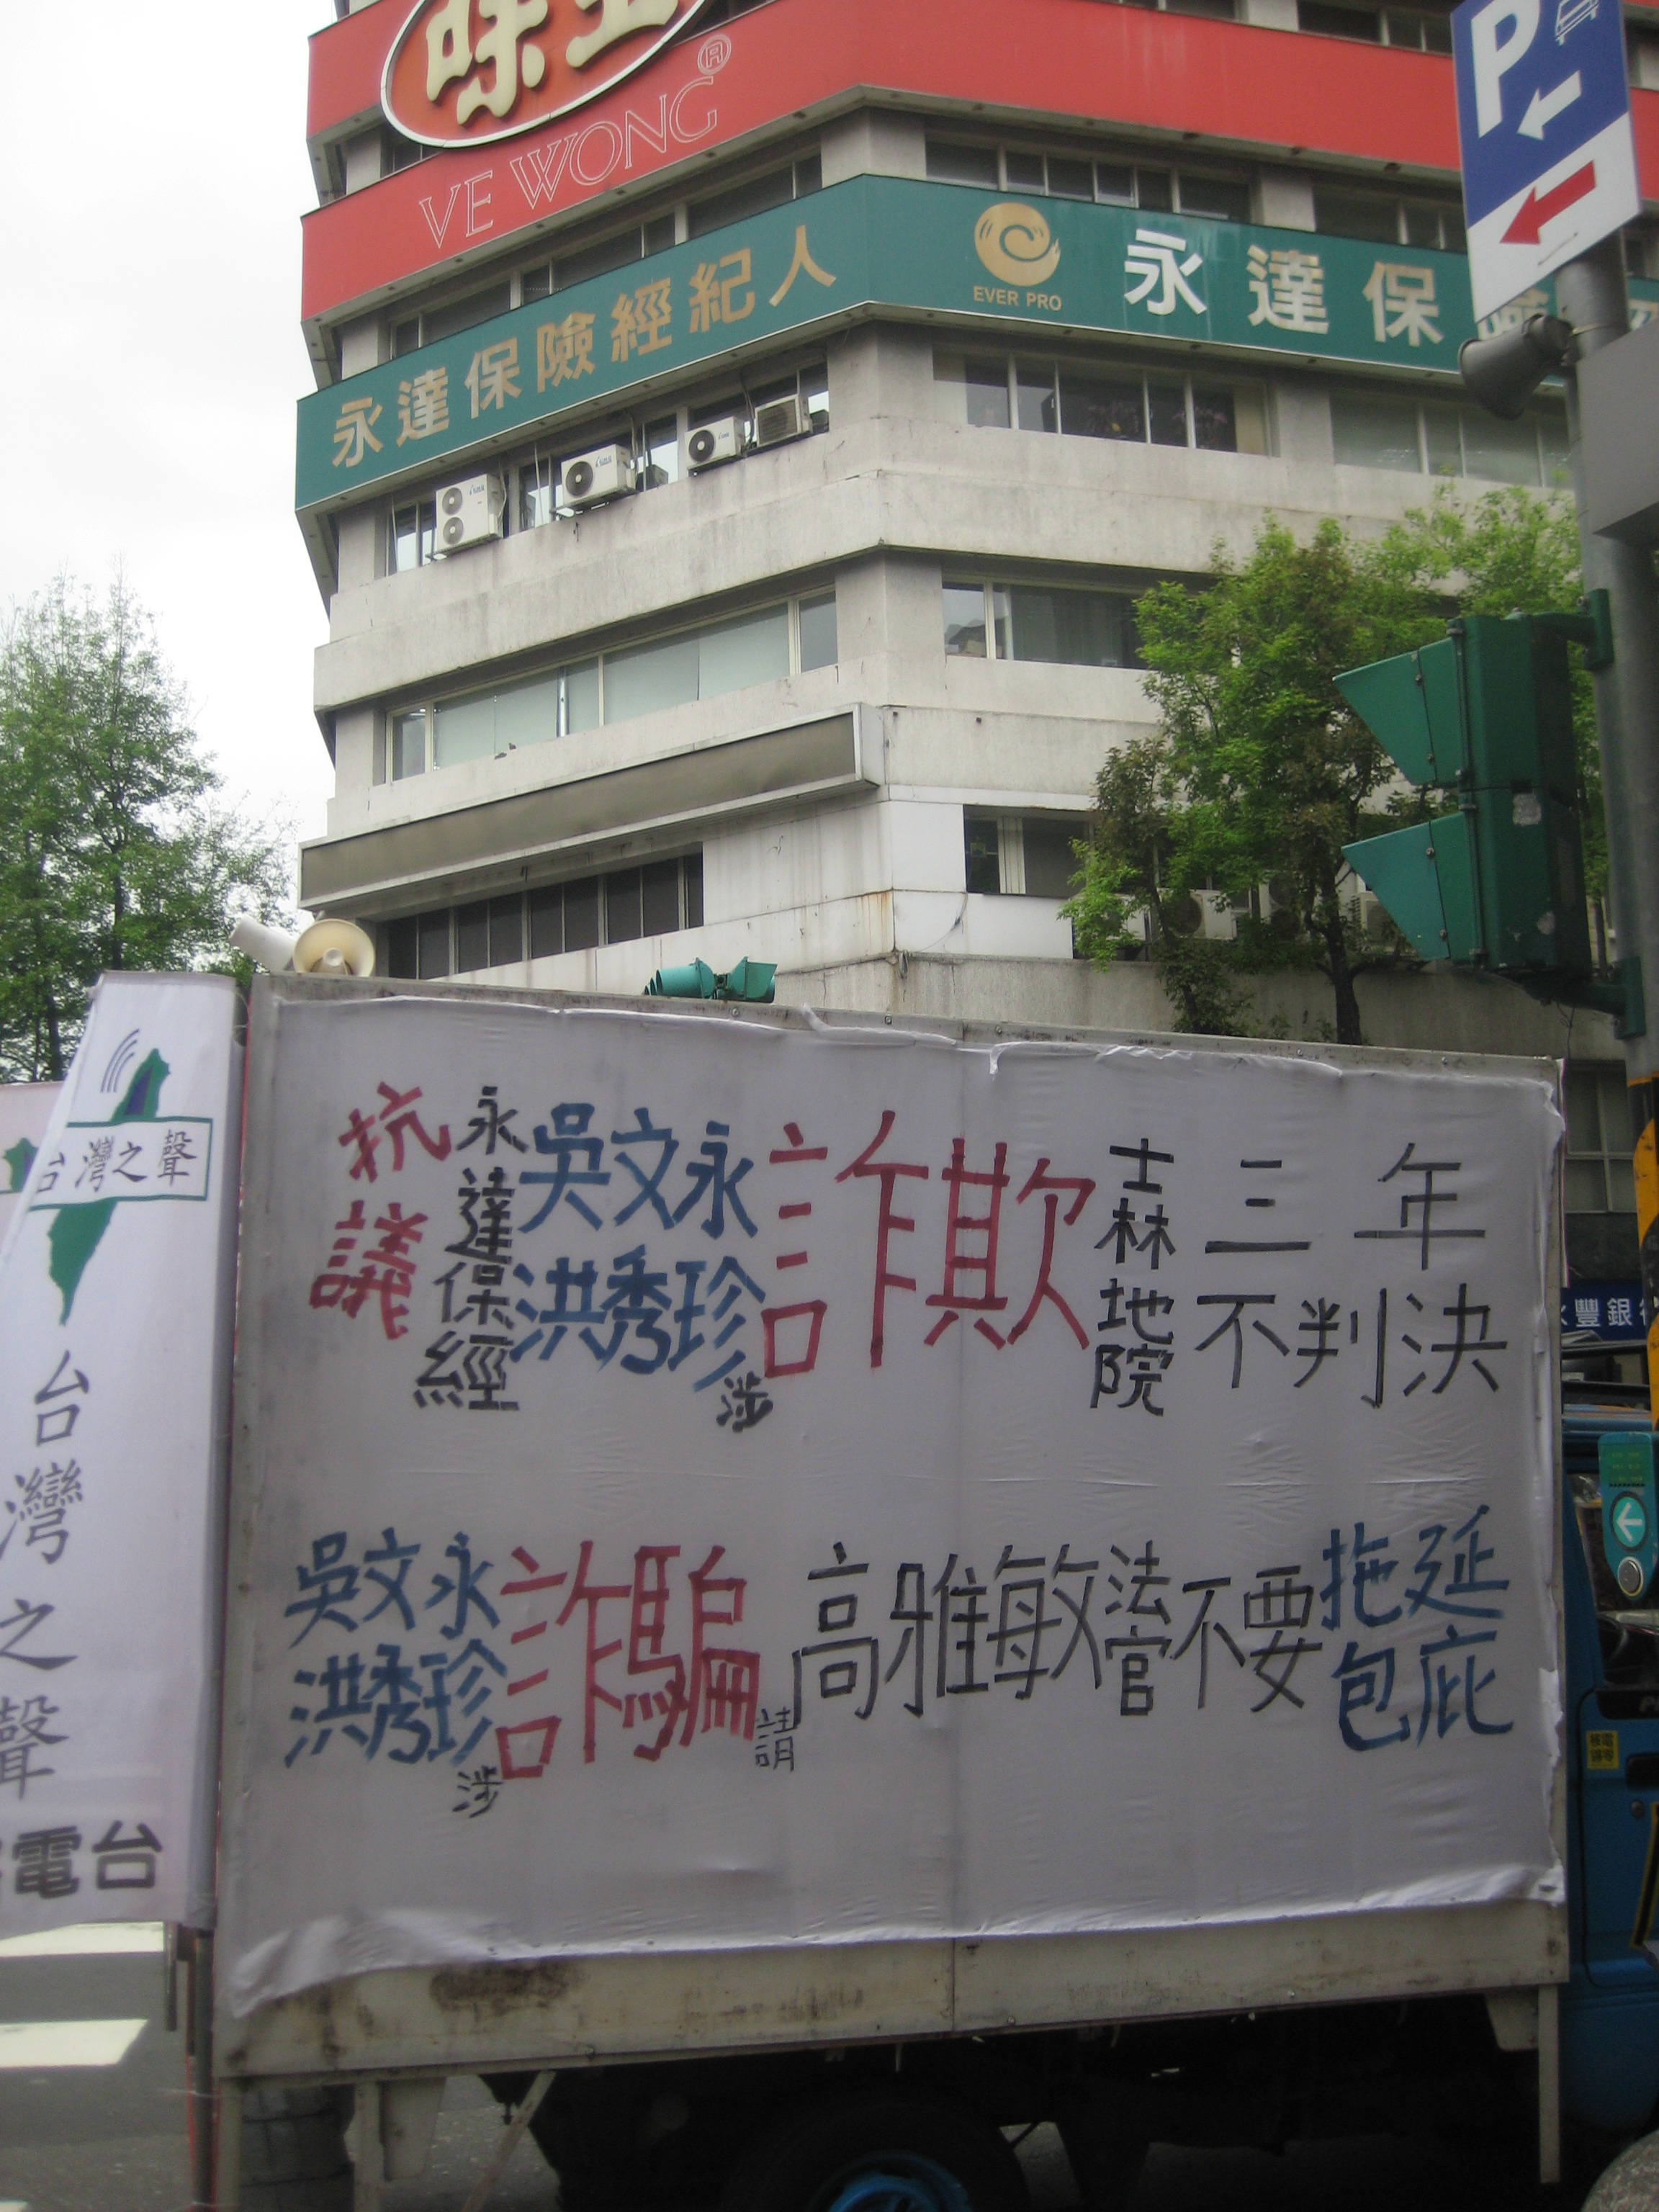 味王
VE WONG®
P
永達保險經紀人
EVER PRO
永達保
抗議 永達保經 吳文永 洪秀珍 涉 詐欺 士林地院 三年不判決
吳文永 洪秀珍 涉 詐騙 請 高雅敏法官不要 拖延包庇
台灣之聲
台灣之聲
電台
豐銀